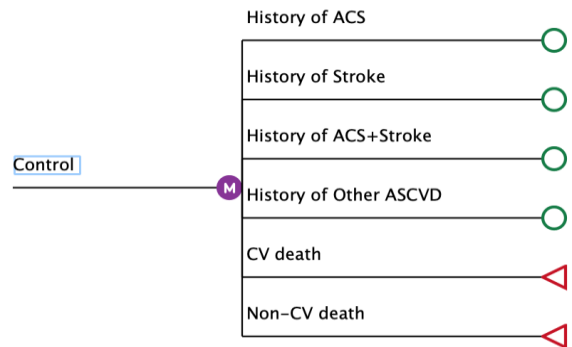 History of ACS
History of Stroke
History of ACS+Stroke
Control
M
History of Other ASCVD
CV death
Non-CV death